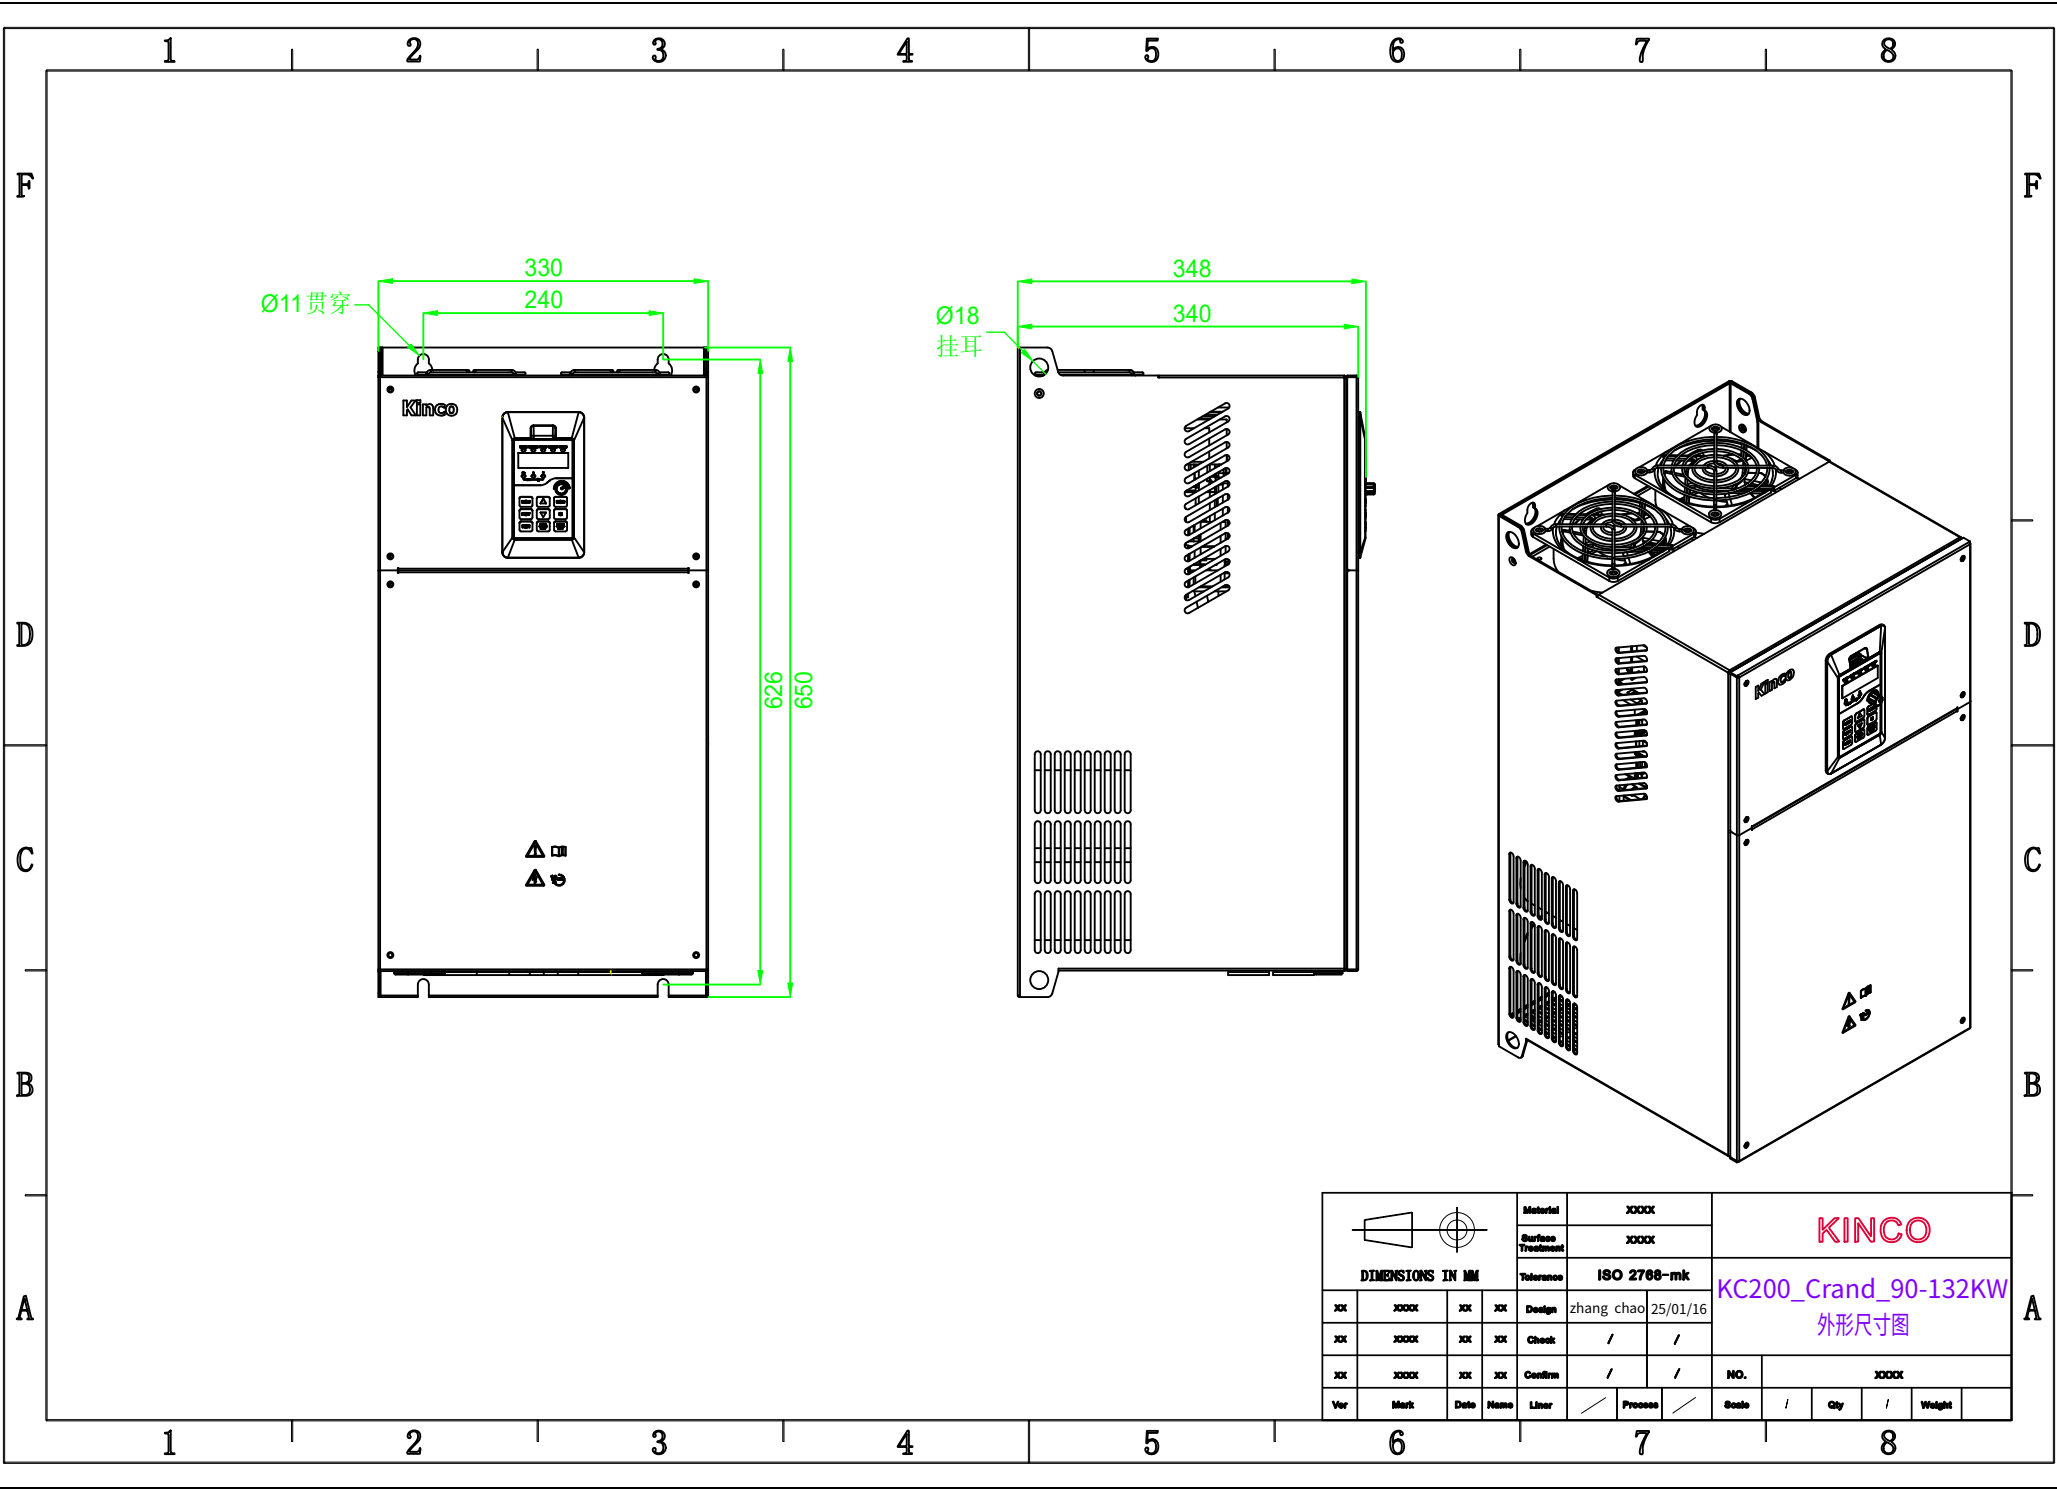 1 2 3 4 5 6 7 8
F F
D D
C C
B B
A A
330
240
Ø11贯穿
626
650
Kinco
348
340
Ø18
挂耳
Kinco
DIMENSIONS IN MM
Material XXXX
Surface
Treatment XXXX
Tolerance ISO 2768-mk
KINCO
KC200_Crand_90-132KW
外形尺寸图
XX XXXX XX XX Design zhang chao 25/01/16
XX XXXX XX XX Check / /
XX XXXX XX XX Confirm / / NO. XXXX
Ver Mark Date Name Liner / Process / Scale / Qty / Weight
1 2 3 4 5 6 7 8